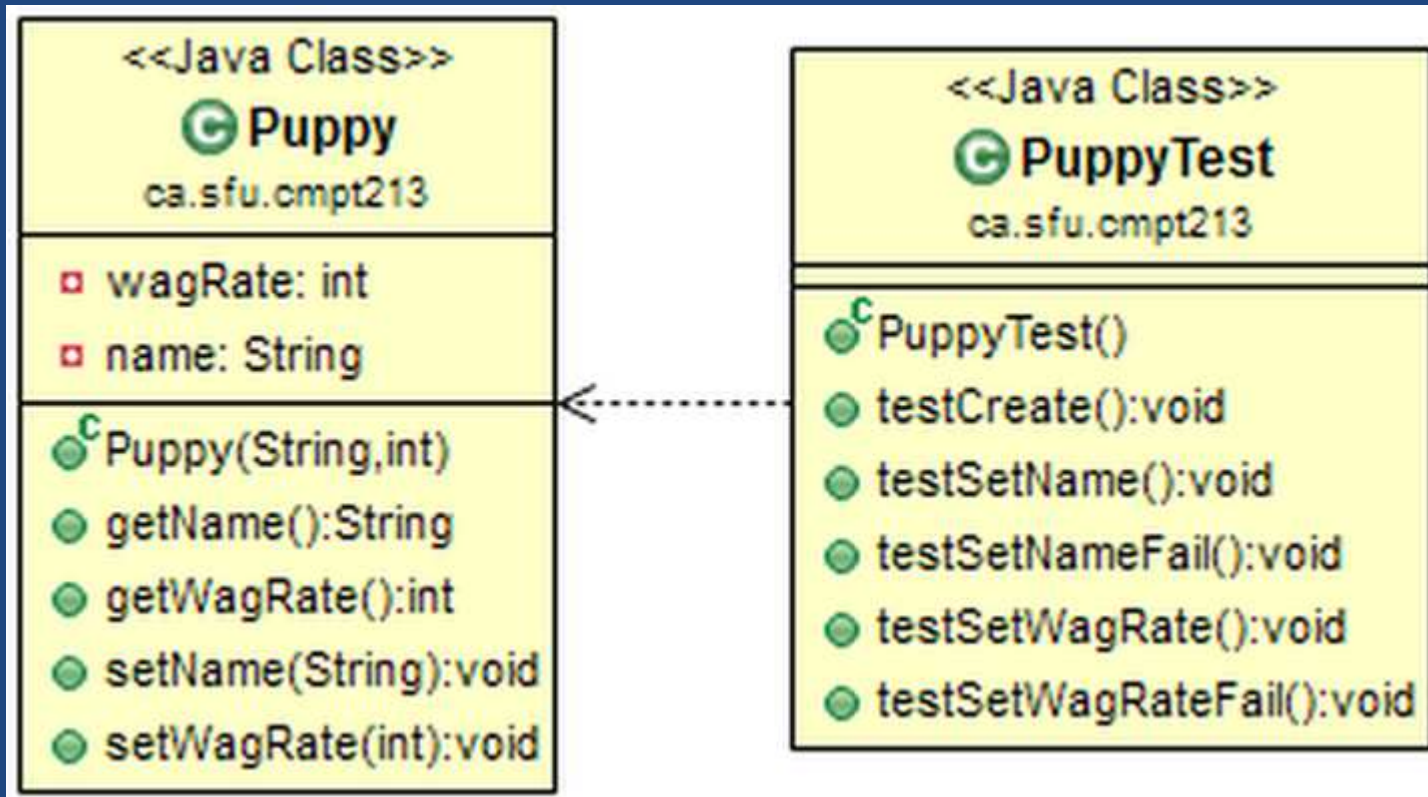 <<Java Class>>
C Puppy
ca.sfu.cmpt213
wagRate: int
name: String
C Puppy(String,int)
getName():String
getWagRate():int
setName(String):void
setWagRate(int):void
<<Java Class>>
C PuppyTest
ca.sfu.cmpt213
C PuppyTest()
testCreate():void
testSetName():void
testSetNameFail():void
testSetWagRate():void
testSetWagRateFail():void